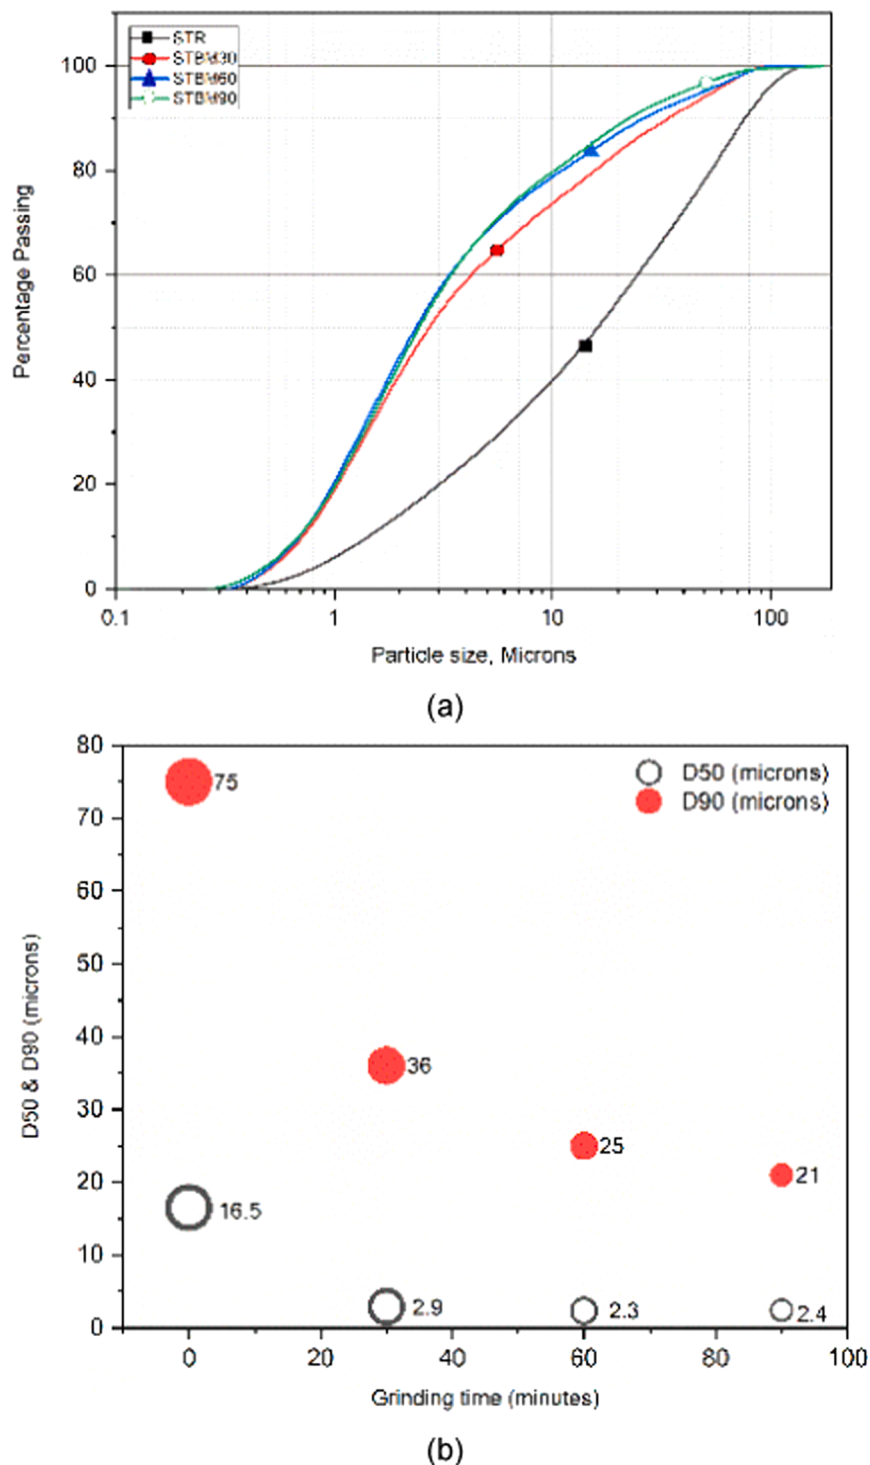 STR
STBM30
STBM60
STBM90
100
80
60
40
20
0
Percentage Passing
0.1 1 10 100
Particle size, Microns
(a)
80
70
60
50
40
30
20
10
0
D50 & D90 (microns)
D50 (microns)
D90 (microns)
75
36
25
21
16.5
2.9
2.3
2.4
0 20 40 60 80 100
Grinding time (minutes)
(b)